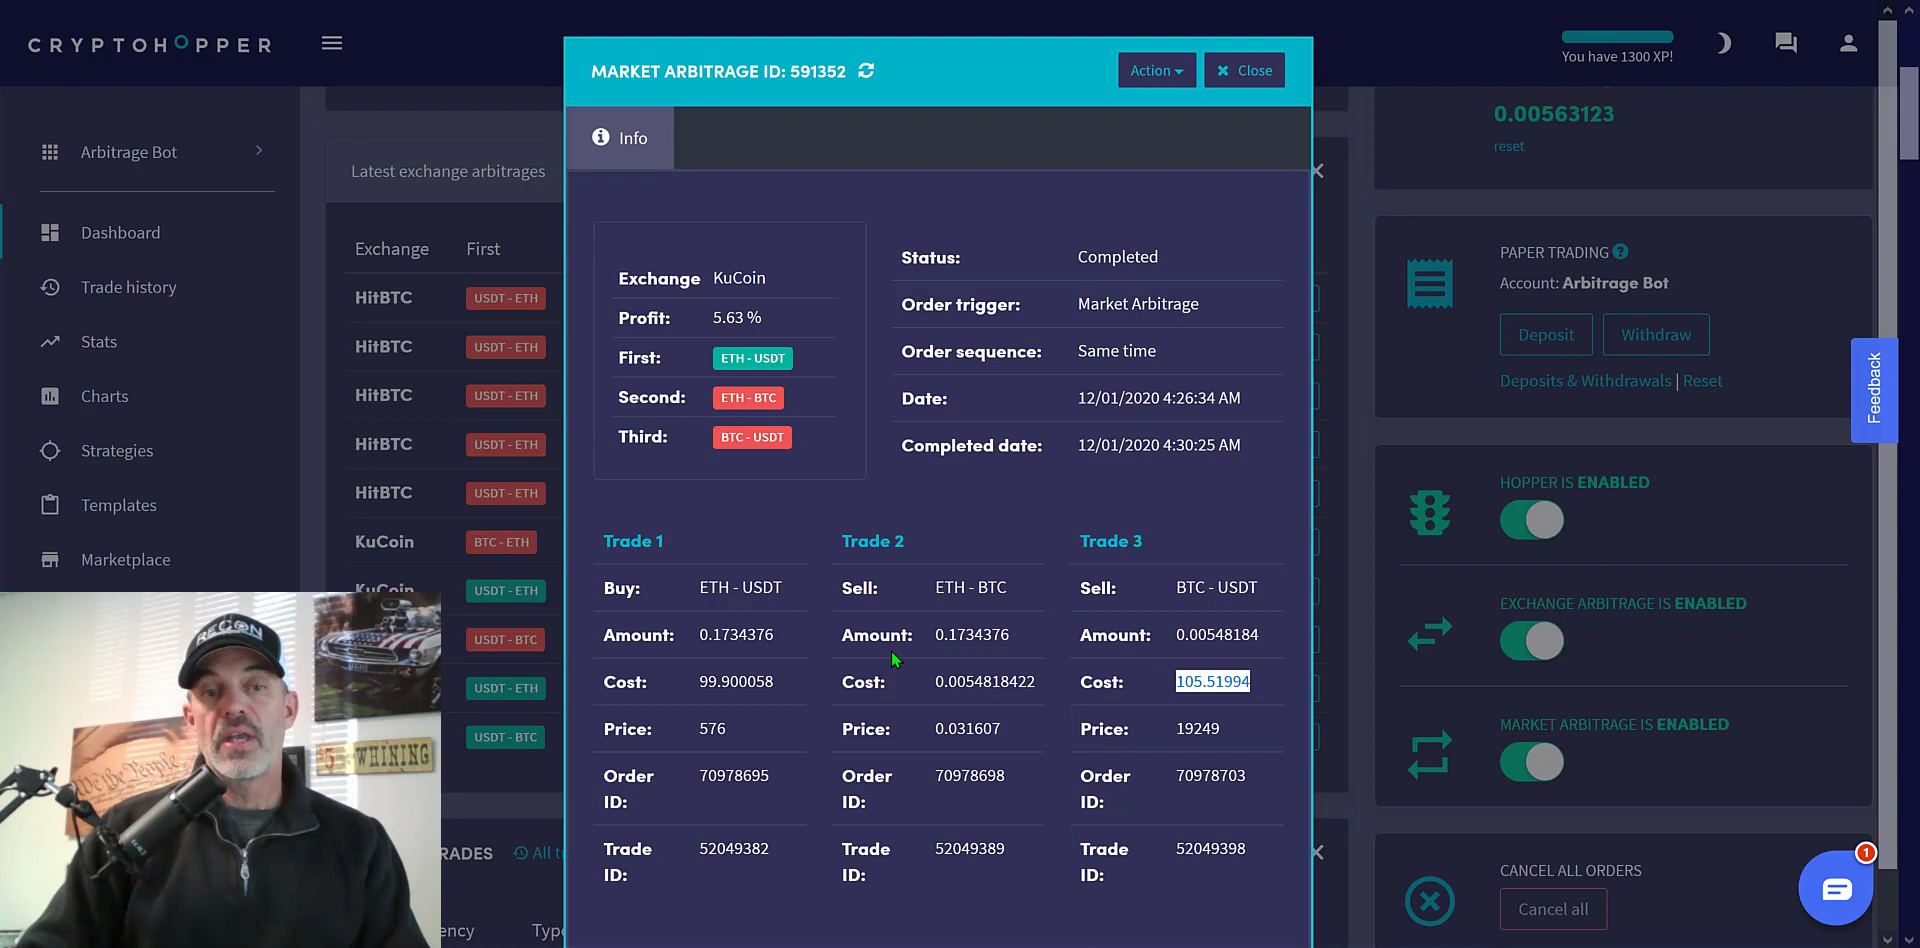 CRYPTOHOPPER
You have 1300 XP!
Arbitrage Bot
Dashboard
Trade history
Stats
Charts
Strategies
Templates
Marketplace
Latest exchange arbitrages
Exchange First
HitBTC USDT - ETH
HitBTC USDT - ETH
HitBTC USDT - ETH
HitBTC USDT - ETH
HitBTC USDT - ETH
KuCoin BTC - ETH
KuCoin USDT - ETH
USDT - BTC
USDT - ETH
USDT - BTC
RADES All t
ency Type
MARKET ARBITRAGE ID: 591352
Action
Close
Info
Exchange KuCoin
Profit: 5.63 %
First: ETH - USDT
Second: ETH - BTC
Third: BTC - USDT
Status: Completed
Order trigger: Market Arbitrage
Order sequence: Same time
Date: 12/01/2020 4:26:34 AM
Completed date: 12/01/2020 4:30:25 AM
Trade 1
Buy: ETH - USDT
Amount: 0.1734376
Cost: 99.900058
Price: 576
Order ID: 70978695
Trade ID: 52049382
Trade 2
Sell: ETH - BTC
Amount: 0.1734376
Cost: 0.0054818422
Price: 0.031607
Order ID: 70978698
Trade ID: 52049389
Trade 3
Sell: BTC - USDT
Amount: 0.00548184
Cost: 105.51994
Price: 19249
Order ID: 70978703
Trade ID: 52049398
0.00563123
reset
PAPER TRADING ?
Account: Arbitrage Bot
Deposit
Withdraw
Deposits & Withdrawals | Reset
HOPPER IS ENABLED
EXCHANGE ARBITRAGE IS ENABLED
MARKET ARBITRAGE IS ENABLED
CANCEL ALL ORDERS
Cancel all
Feedback
1
RECON
We the People
WHINING